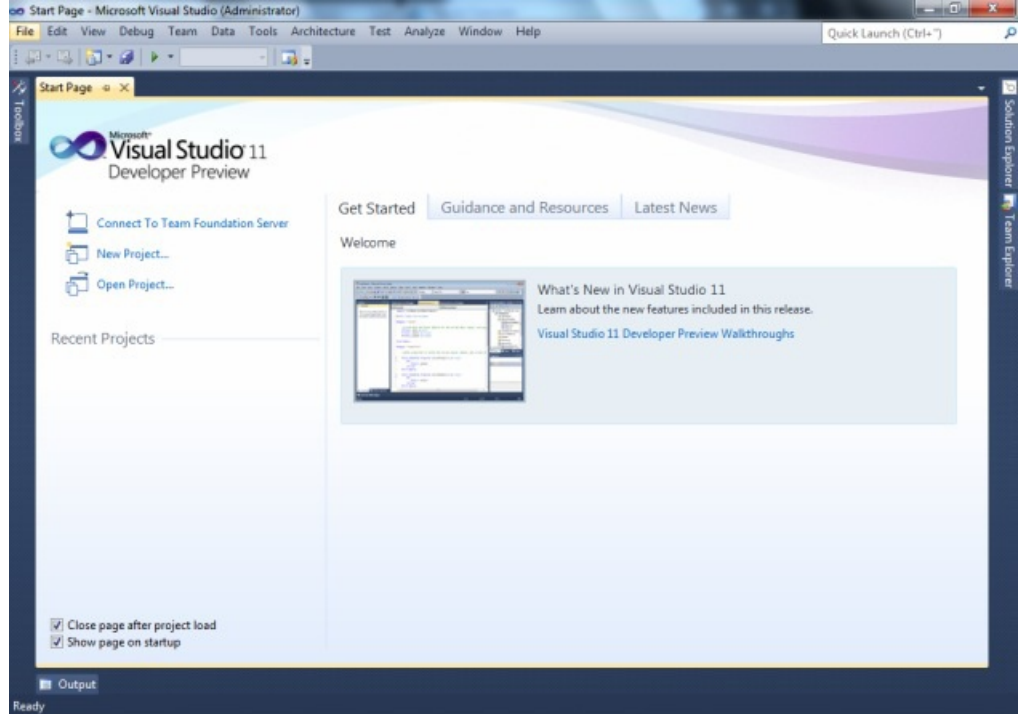 Start Page - Microsoft Visual Studio (Administrator)
File Edit View Debug Team Data Tools Architecture Test Analyze Window Help
Quick Launch (Ctrl+")
Start Page
Toolbox
Solution Explorer
Team Explorer
Microsoft
Visual Studio 11
Developer Preview
Connect To Team Foundation Server
New Project...
Open Project...
Recent Projects
Get Started Guidance and Resources Latest News
Welcome
What's New in Visual Studio 11
Learn about the new features included in this release.
Visual Studio 11 Developer Preview Walkthroughs
Close page after project load
Show page on startup
Output
Ready